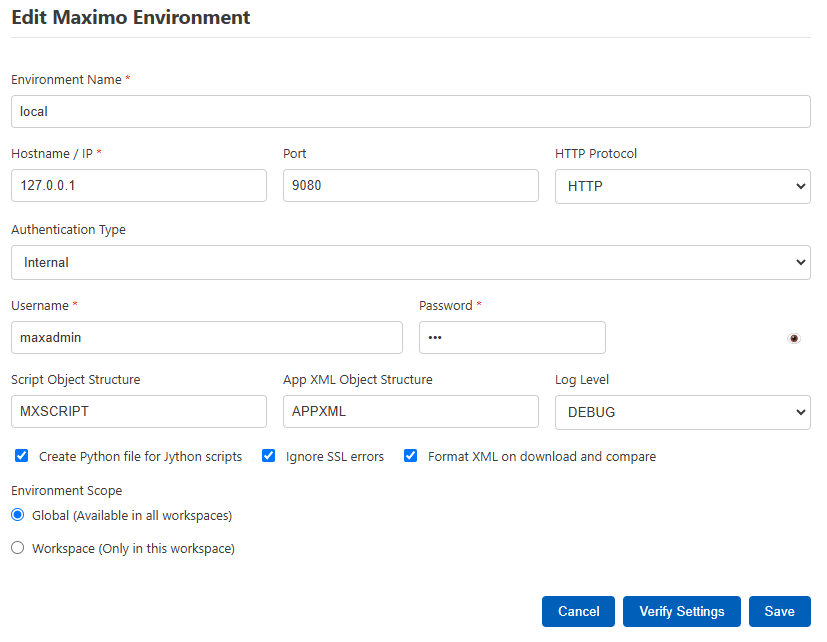 Edit Maximo Environment
Environment Name *
local
Hostname / IP * Port HTTP Protocol
127.0.0.1 9080 HTTP
Authentication Type
Internal
Username * Password *
maxadmin •••
Script Object Structure App XML Object Structure Log Level
MXSCRIPT APPXML DEBUG
Create Python file for Jython scripts Ignore SSL errors Format XML on download and compare
Environment Scope
Global (Available in all workspaces)
Workspace (Only in this workspace)
Cancel Verify Settings Save